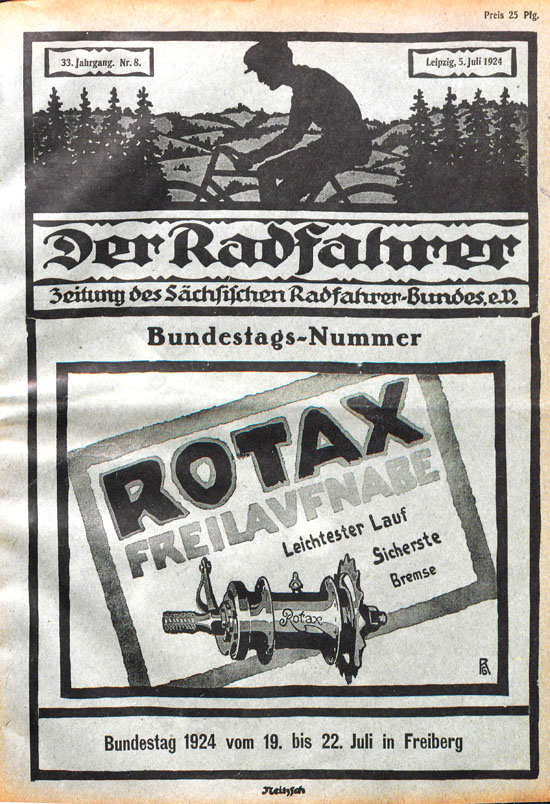 Preis 25 Pfg.
33. Jahrgang. Nr. 8.
Leipzig, 5. Juli 1924
Der Radfahrer
Zeitung des Sächsischen Radfahrer-Bundes, e.V.
Bundestags-Nummer
ROTAX
FREILAVFNABE
Leichtester Lauf
Sicherste
Bremse
Rotax
Bundestag 1924 vom 19. bis 22. Juli in Freiberg